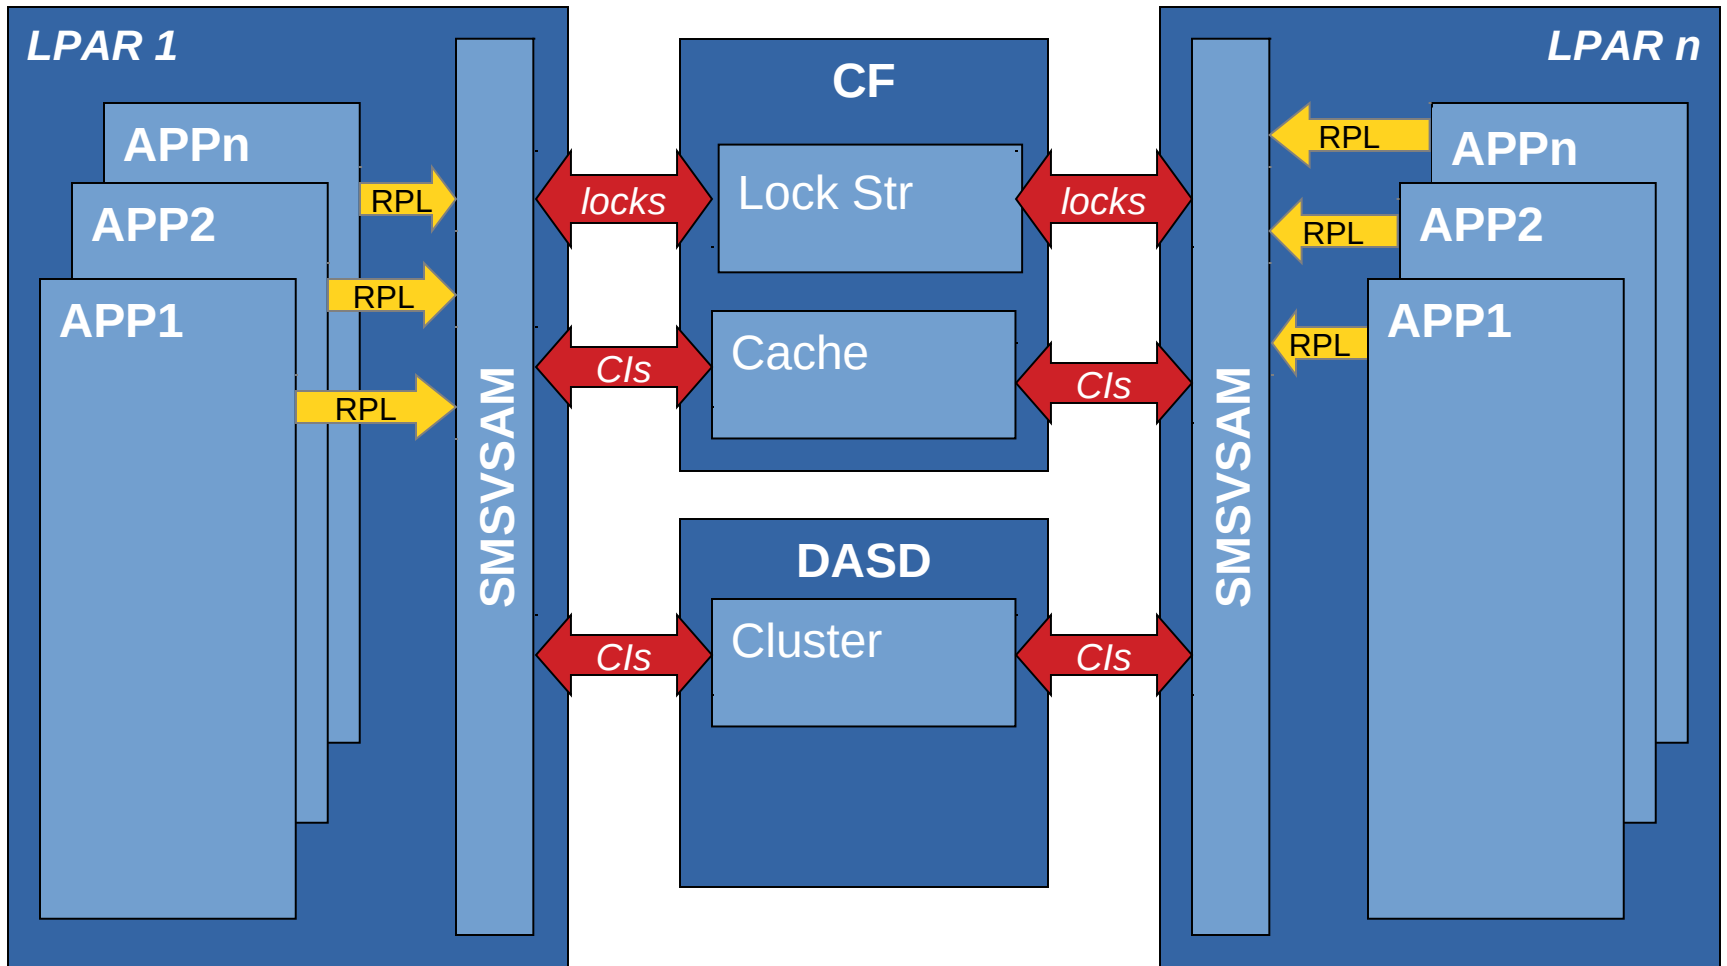 LPAR 1
APPn
APP2
APP1
RPL
RPL
RPL
SMSVSAM
locks
CIs
CIs
CF
Lock Str
Cache
DASD
Cluster
locks
CIs
CIs
SMSVSAM
LPAR n
RPL
RPL
RPL
APPn
APP2
APP1